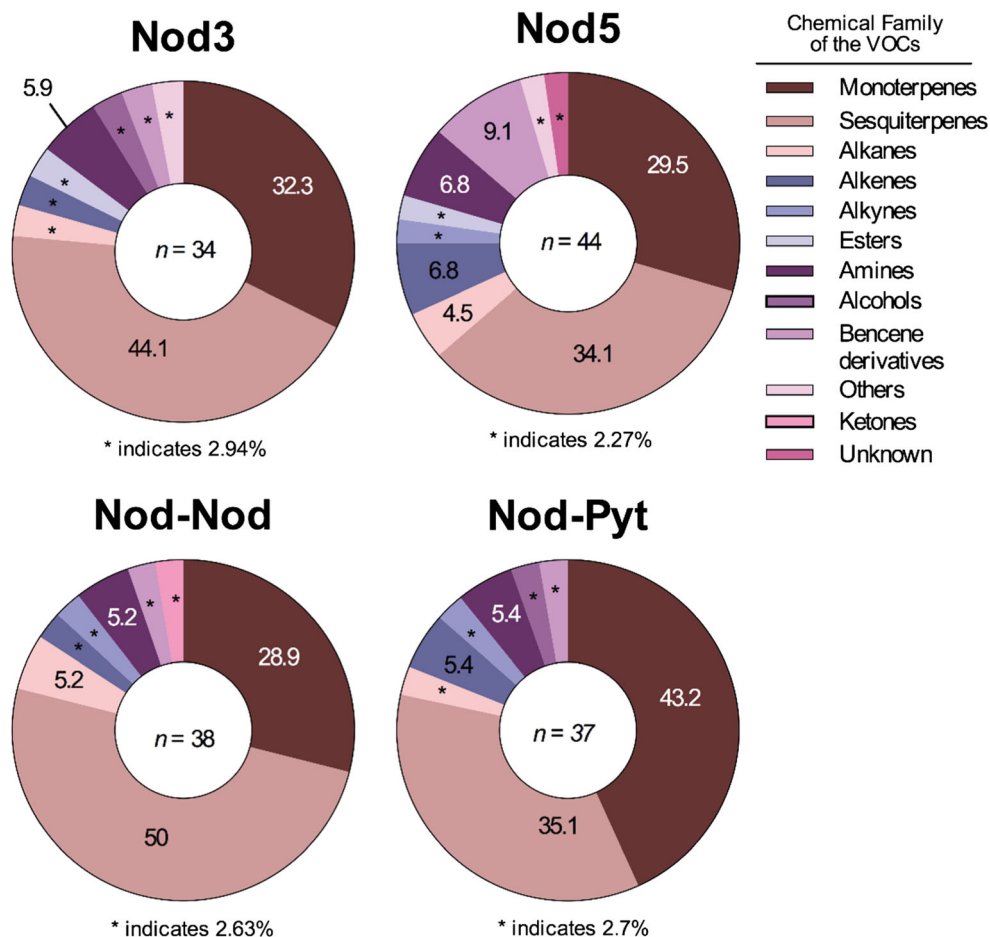 Nod3
5.9
*
*
*
32.3
*
*
*
n = 34
44.1
* indicates 2.94%
Nod5
9.1
*
*
29.5
6.8
*
*
n = 44
6.8
4.5
34.1
* indicates 2.27%
Chemical Family
of the VOCs
Monoterpenes
Sesquiterpenes
Alkanes
Alkenes
Alkynes
Esters
Amines
Alcohols
Bencene
derivatives
Others
Ketones
Unknown
Nod-Nod
5.2
*
*
28.9
*
*
5.2
n = 38
50
* indicates 2.63%
Nod-Pyt
5.4
*
*
43.2
*
5.4
*
n = 37
35.1
* indicates 2.7%